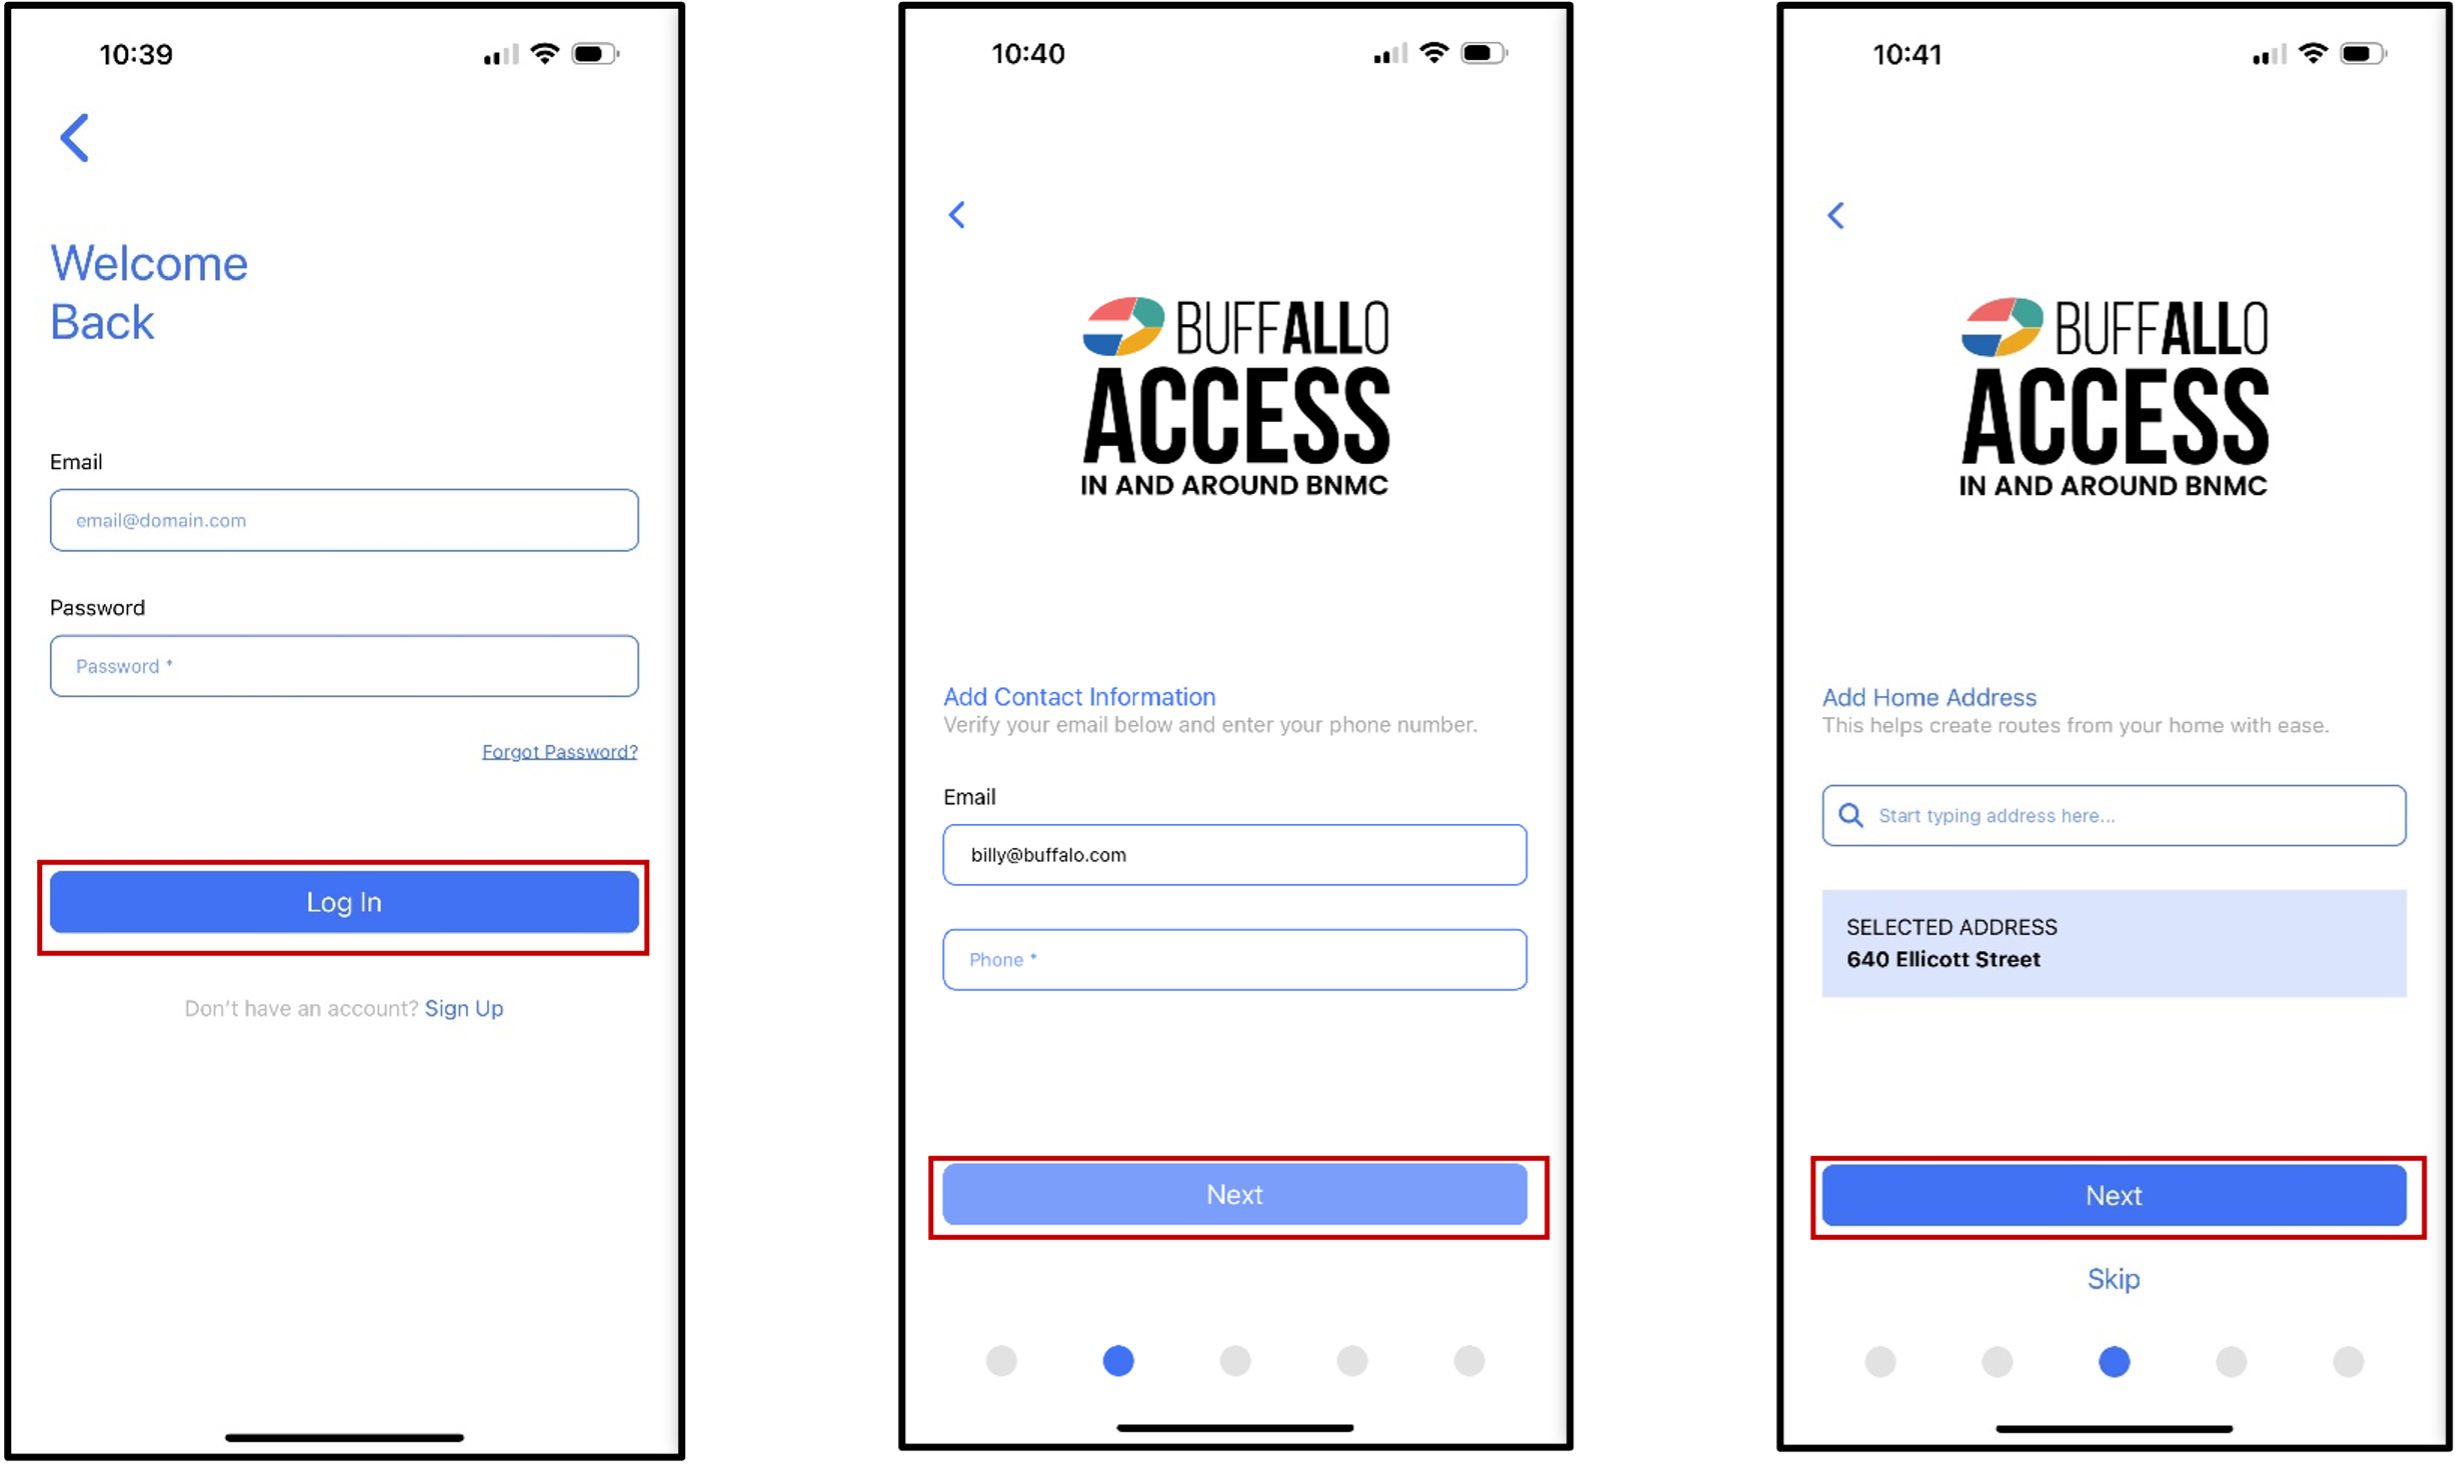 10:39
Welcome
Back
Email
email@domain.com
Password
Password *
Forgot Password?
Log In
Don't have an account? Sign Up
10:40
BUFFALLO
ACCESS
IN AND AROUND BNMC
Add Contact Information
Verify your email below and enter your phone number.
Email
billy@buffalo.com
Phone *
Next
10:41
BUFFALLO
ACCESS
IN AND AROUND BNMC
Add Home Address
This helps create routes from your home with ease.
Start typing address here...
SELECTED ADDRESS
640 Ellicott Street
Next
Skip